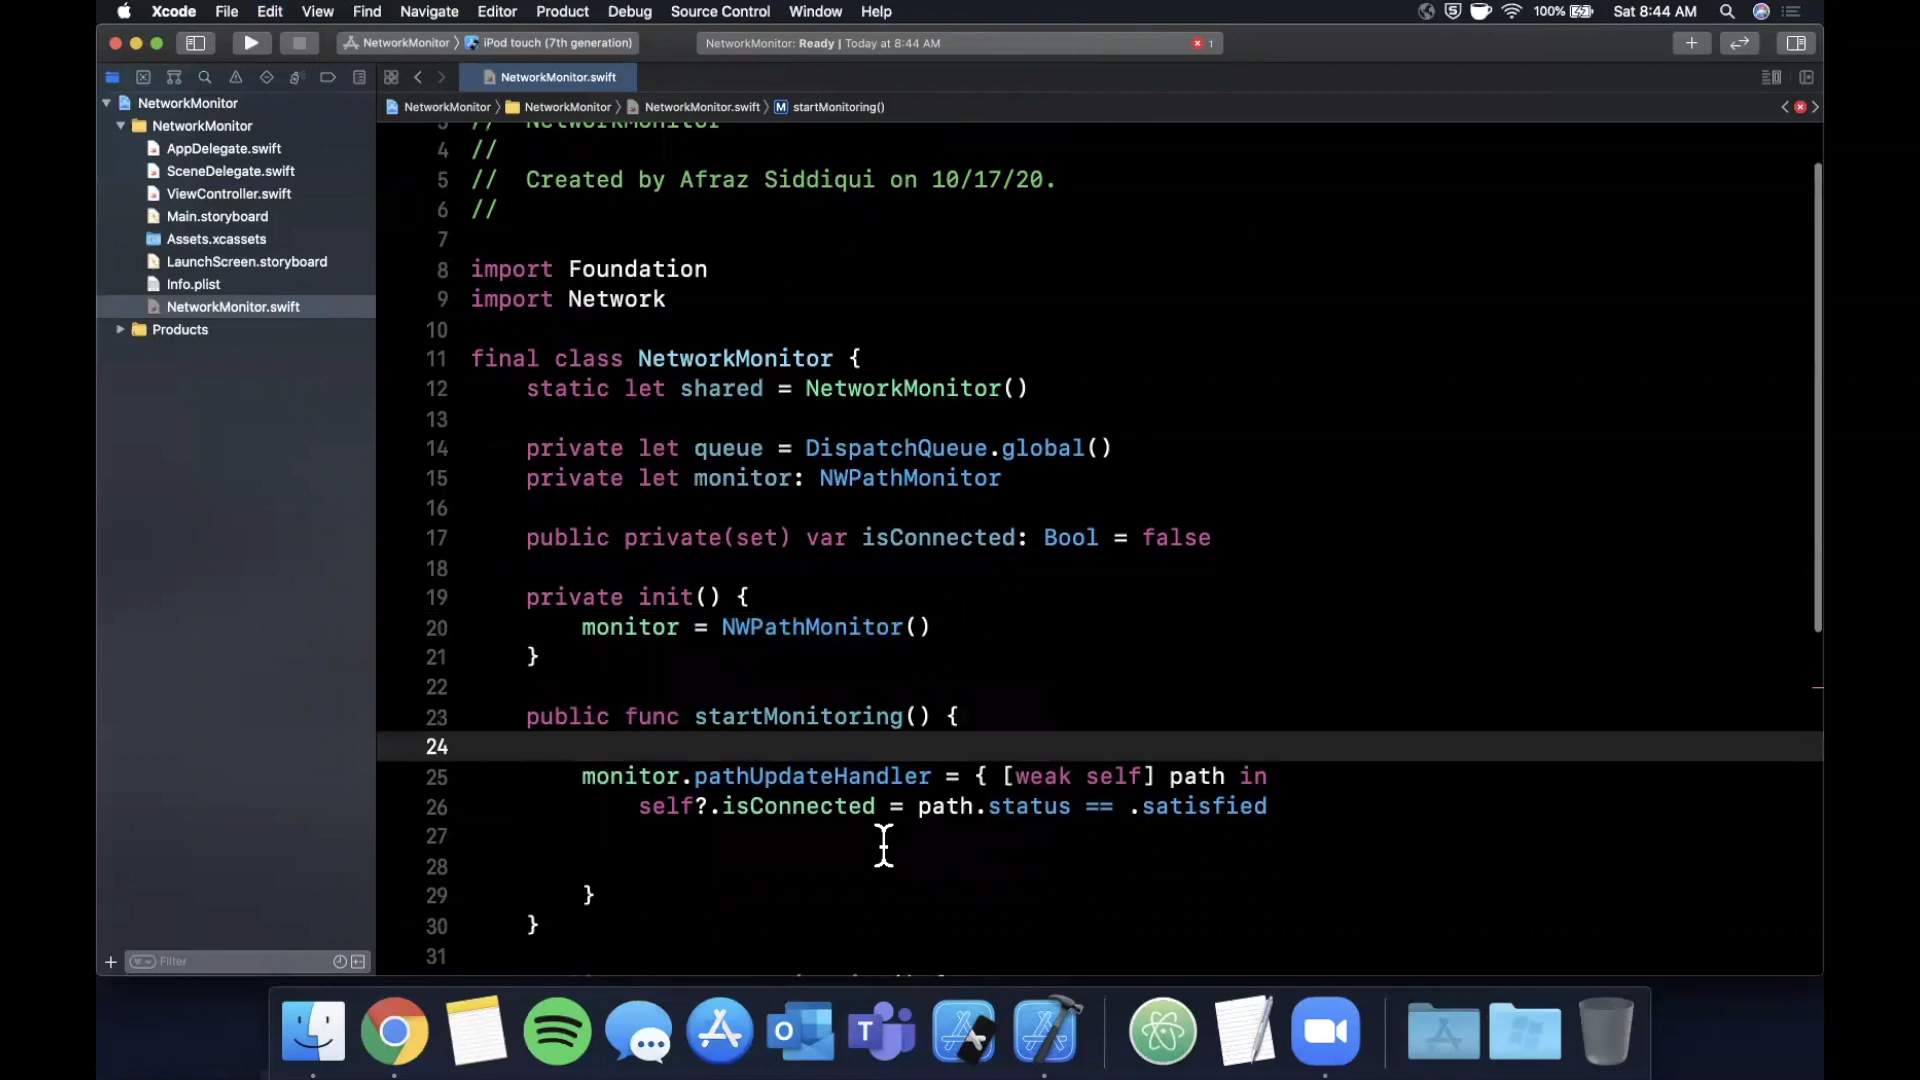 Xcode File Edit View Find Navigate Editor Product Debug Source Control Window Help 100% Sat 8:44 AM
NetworkMonitor iPod touch (7th generation) NetworkMonitor: Ready | Today at 8:44 AM 1
NetworkMonitor.swift
NetworkMonitor NetworkMonitor NetworkMonitor.swift M startMonitoring()
NetworkMonitor
NetworkMonitor
AppDelegate.swift
SceneDelegate.swift
ViewController.swift
Main.storyboard
Assets.xcassets
LaunchScreen.storyboard
Info.plist
NetworkMonitor.swift
Products
Filter
3 // NetworkMonitor
4 //
5 // Created by Afraz Siddiqui on 10/17/20.
6 //
7
8 import Foundation
9 import Network
10
11 final class NetworkMonitor {
12 static let shared = NetworkMonitor()
13
14 private let queue = DispatchQueue.global()
15 private let monitor: NWPathMonitor
16
17 public private(set) var isConnected: Bool = false
18
19 private init() {
20 monitor = NWPathMonitor()
21 }
22
23 public func startMonitoring() {
24
25 monitor.pathUpdateHandler = { [weak self] path in
26 self?.isConnected = path.status == .satisfied
27
28
29 }
30 }
31